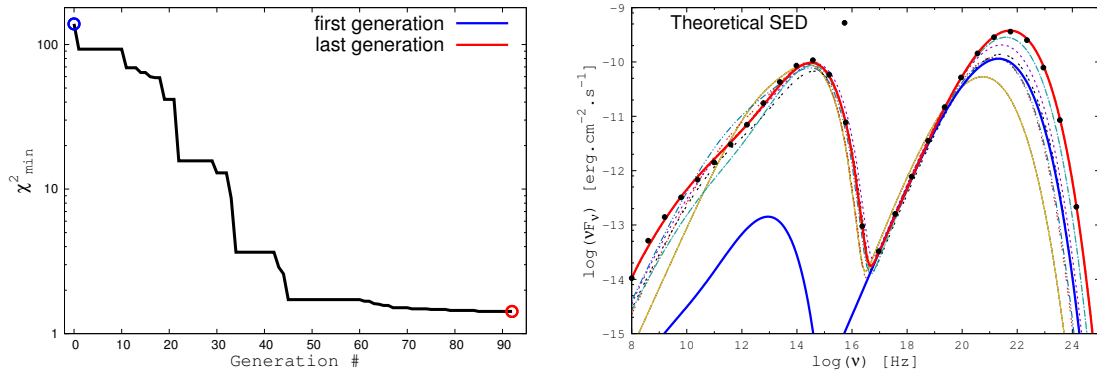 first generation
last generation
χ²min
100
10
1
0 10 20 30 40 50 60 70 80 90
Generation #
Theoretical SED
log(νFν) [erg.cm⁻².s⁻¹]
-9
-10
-11
-12
-13
-14
-15
8 10 12 14 16 18 20 22 24
log(ν) [Hz]